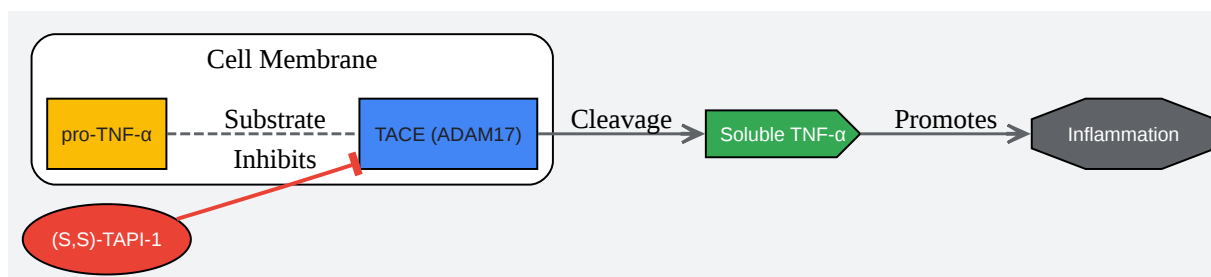 Cell Membrane
pro-TNF-α
Substrate
TACE (ADAM17)
Cleavage
Soluble TNF-α
Promotes
Inflammation
Inhibits
(S,S)-TAPI-1